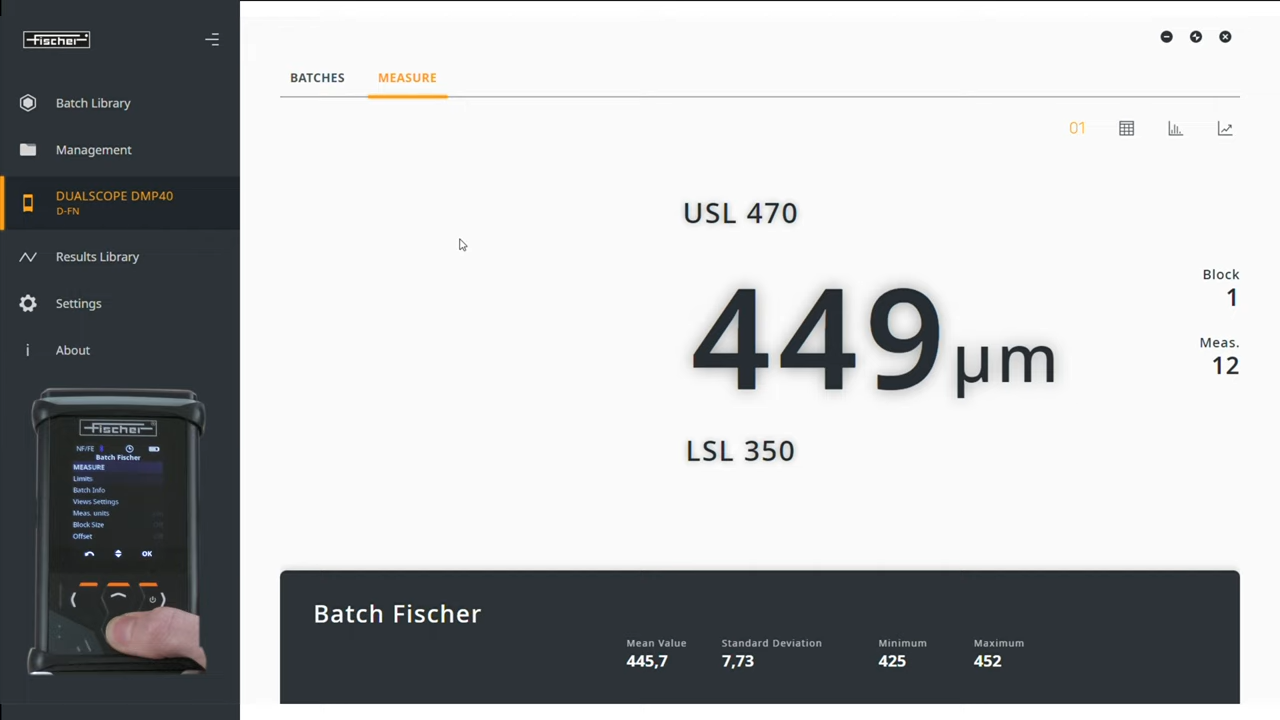 fischer
Batch Library
Management
DUALSCOPE DMP40
D-FN
Results Library
Settings
i About
fischer
NF/FE
Batch Fischer
MEASURE
Limits
Batch Info
Views Settings
Meas. units
Block Size
Offset
OK
BATCHES MEASURE
01
USL 470
449 µm
LSL 350
Block
1
Meas.
12
Batch Fischer
Mean Value Standard Deviation Minimum Maximum
445,7 7,73 425 452